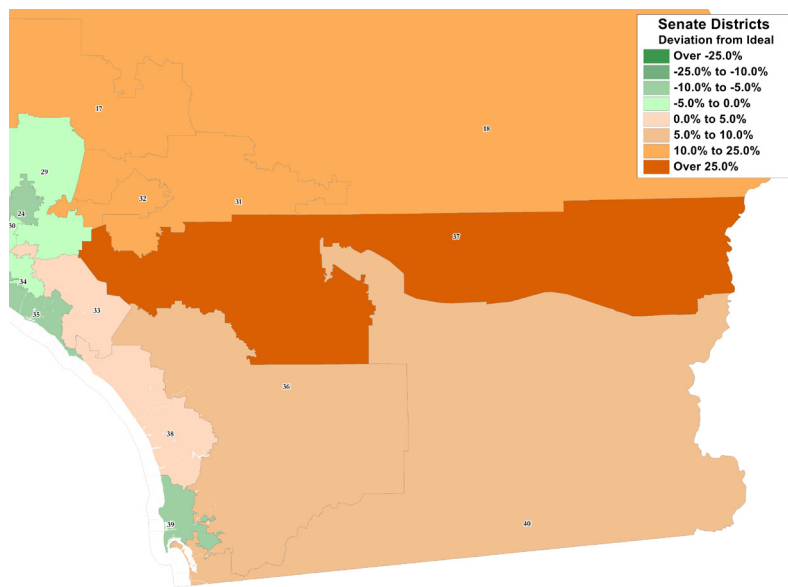 Senate Districts
Deviation from Ideal
Over -25.0%
-25.0% to -10.0%
-10.0% to -5.0%
-5.0% to 0.0%
0.0% to 5.0%
5.0% to 10.0%
10.0% to 25.0%
Over 25.0%
17
18
29
32
31
24
30
37
34
33
35
36
38
39
40